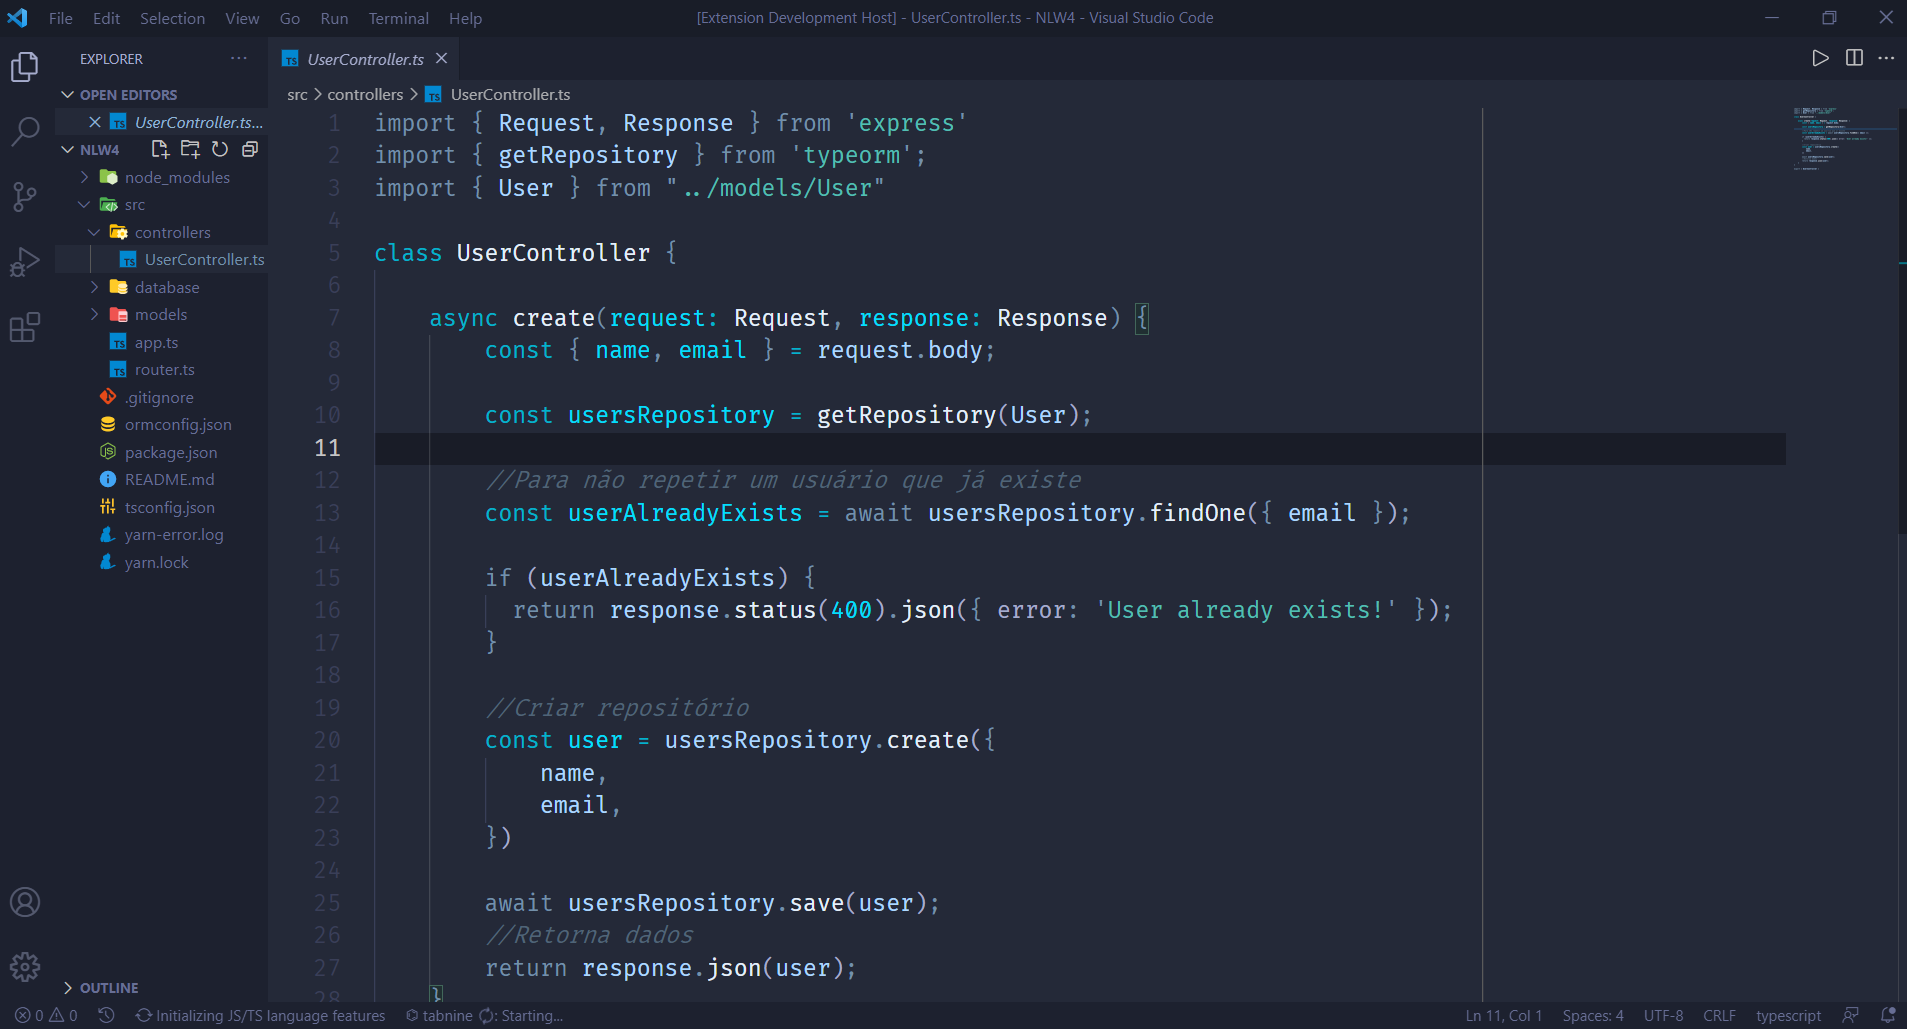 File Edit Selection View Go Run Terminal Help
[Extension Development Host] - UserController.ts - NLW4 - Visual Studio Code
EXPLORER
OPEN EDITORS
UserController.ts...
NLW4
node_modules
src
controllers
UserController.ts
database
models
app.ts
router.ts
.gitignore
ormconfig.json
package.json
README.md
tsconfig.json
yarn-error.log
yarn.lock
OUTLINE
UserController.ts
src > controllers > UserController.ts
1 import { Request, Response } from 'express'
2 import { getRepository } from 'typeorm';
3 import { User } from "../models/User"
4
5 class UserController {
6
7 async create(request: Request, response: Response) {
8 const { name, email } = request.body;
9
10 const usersRepository = getRepository(User);
11
12 //Para não repetir um usuário que já existe
13 const userAlreadyExists = await usersRepository.findOne({ email });
14
15 if (userAlreadyExists) {
16 return response.status(400).json({ error: 'User already exists!' });
17 }
18
19 //Criar repositório
20 const user = usersRepository.create({
21 name,
22 email,
23 })
24
25 await usersRepository.save(user);
26 //Retorna dados
27 return response.json(user);
28 }
0 0 Initializing JS/TS language features tabnine : Starting... Ln 11, Col 1 Spaces: 4 UTF-8 CRLF typescript